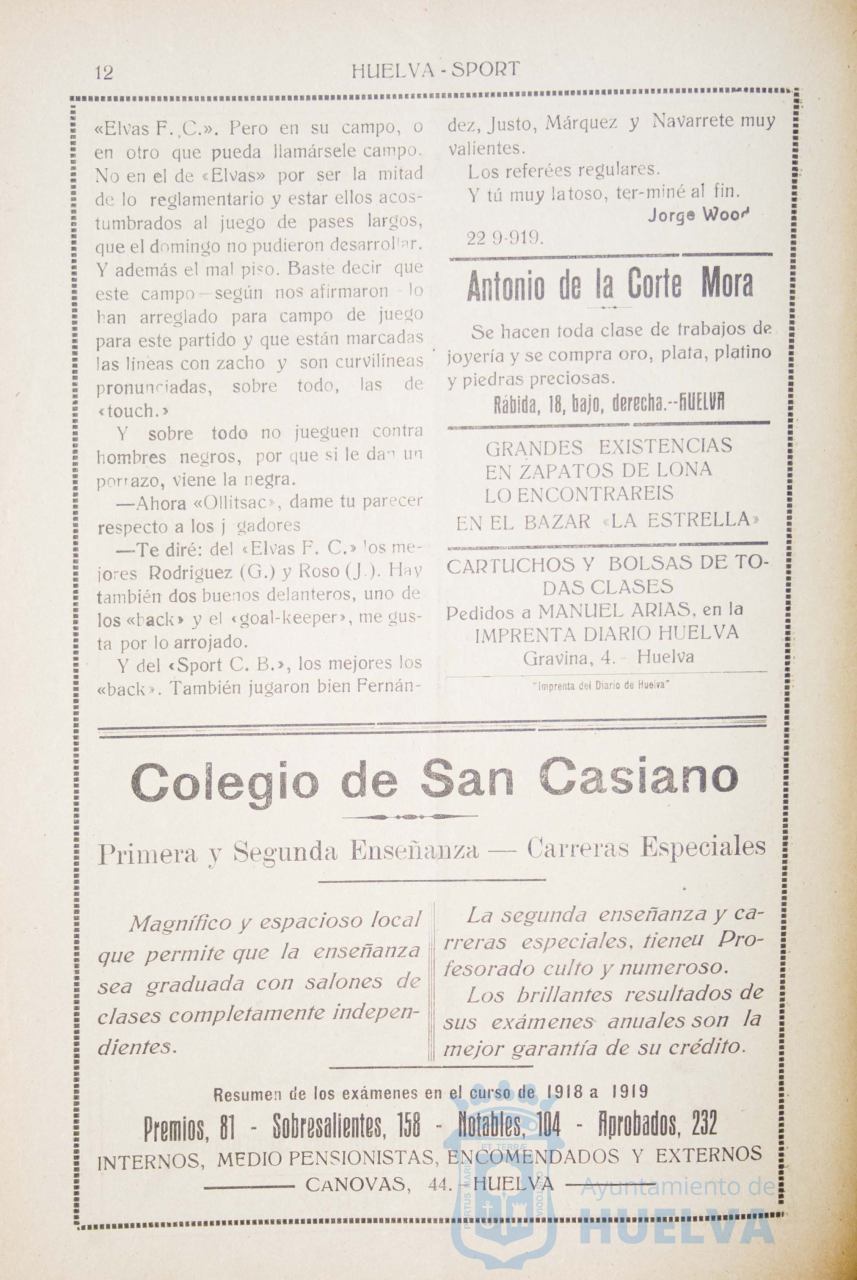 12
HUELVA - SPORT
«Elvas F. C.». Pero en su campo, o
en otro que pueda llamársele campo.
No en el de «Elvas» por ser la mitad
de lo reglamentario y estar ellos acos-
tumbrados al juego de pases largos,
que el domingo no pudieron desarrollar.
Y además el mal piso. Baste decir que
este campo—según nos afirmaron - lo
han arreglado para campo de juego
para este partido y que están marcadas
las líneas con zacho y son curvilíneas
pronunciadas, sobre todo, las de
«touch.»
Y sobre todo no jueguen contra
hombres negros, por que si le dan un
porrazo, viene la negra.
—Ahora «Ollitsac», dame tu parecer
respecto a los j gadores
—Te diré: del «Elvas F. C.» los me-
jores Rodriguez (G.) y Roso (J.). Hay
también dos buenos delanteros, uno de
los «back» y el «goal-keeper», me gus-
ta por lo arrojado.
Y del «Sport C. B.», los mejores los
«back». También jugaron bien Fernán-
dez, Justo, Márquez y Navarrete muy
valientes.
Los referées regulares.
Y tú muy latoso, ter-miné al fin.
Jorge Wood
22 9-919.
Antonio de la Corte Mora
Se hacen toda clase de trabajos de
joyería y se compra oro, plata, platino
y piedras preciosas.
Rábida, 18, bajo, derecha.--HUELVA
GRANDES EXISTENCIAS
EN ZAPATOS DE LONA
LO ENCONTRAREIS
EN EL BAZAR «LA ESTRELLA»
CARTUCHOS Y BOLSAS DE TO-
DAS CLASES
Pedidos a MANUEL ARIAS, en la
IMPRENTA DIARIO HUELVA
Gravina, 4. - Huelva
"Imprenta del Diario de Huelva"
Colegio de San Casiano
Primera y Segunda Enseñanza — Carreras Especiales
Magnífico y espacioso local
que permite que la enseñanza
sea graduada con salones de
clases completamente indepen-
dientes.
La segunda enseñanza y ca-
rreras especiales, tieneu Pro-
fesorado culto y numeroso.
Los brillantes resultados de
sus exámenes anuales son la
mejor garantía de su crédito.
Resumen de los exámenes en el curso de 1918 a 1919
Premios, 81 - Sobresalientes, 158 - Notables, 104 - Aprobados, 232
INTERNOS, MEDIO PENSIONISTAS, ENCOMENDADOS Y EXTERNOS
CANOVAS, 44. - HUELVA
Ayuntamiento de
HUELVA